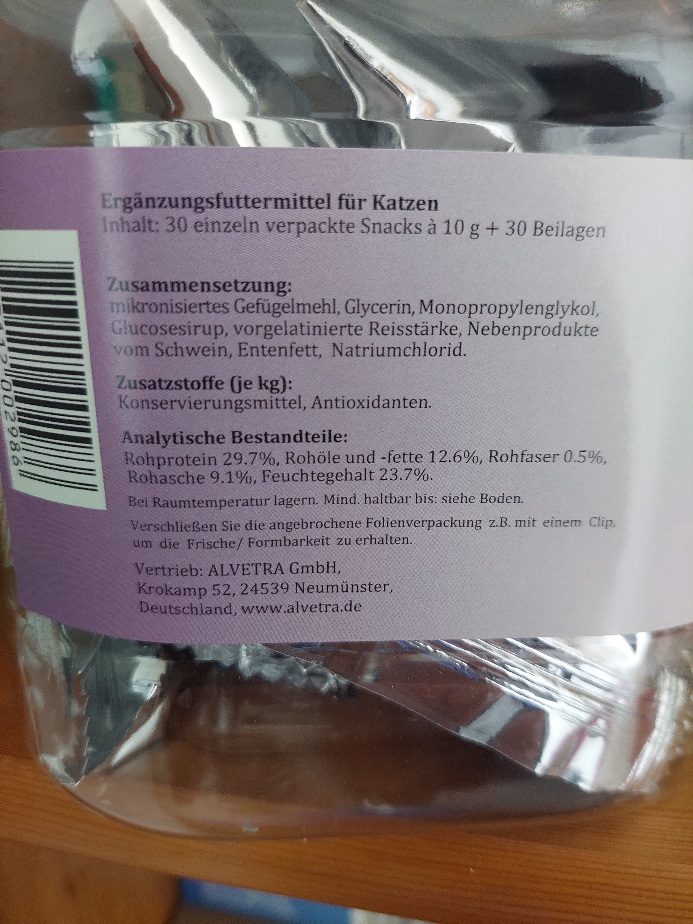 Ergänzungsfuttermittel für Katzen
Inhalt: 30 einzeln verpackte Snacks à 10 g + 30 Beilagen
Zusammensetzung:
mikronisiertes Gefügelmehl, Glycerin, Monopropylenglykol,
Glucosesirup, vorgelatinierte Reisstärke, Nebenprodukte
vom Schwein, Entenfett, Natriumchlorid.
Zusatzstoffe (je kg):
Konservierungsmittel, Antioxidanten.
Analytische Bestandteile:
Rohprotein 29.7%, Rohöle und -fette 12.6%, Rohfaser 0.5%,
Rohasche 9.1%, Feuchtegehalt 23.7%.
Bei Raumtemperatur lagern. Mind. haltbar bis: siehe Boden.
Verschließen Sie die angebrochene Folienverpackung z.B. mit einem Clip,
um die Frische/ Formbarkeit zu erhalten.
Vertrieb: ALVETRA GmbH,
Krokamp 52, 24539 Neumünster,
Deutschland, www.alvetra.de
002986